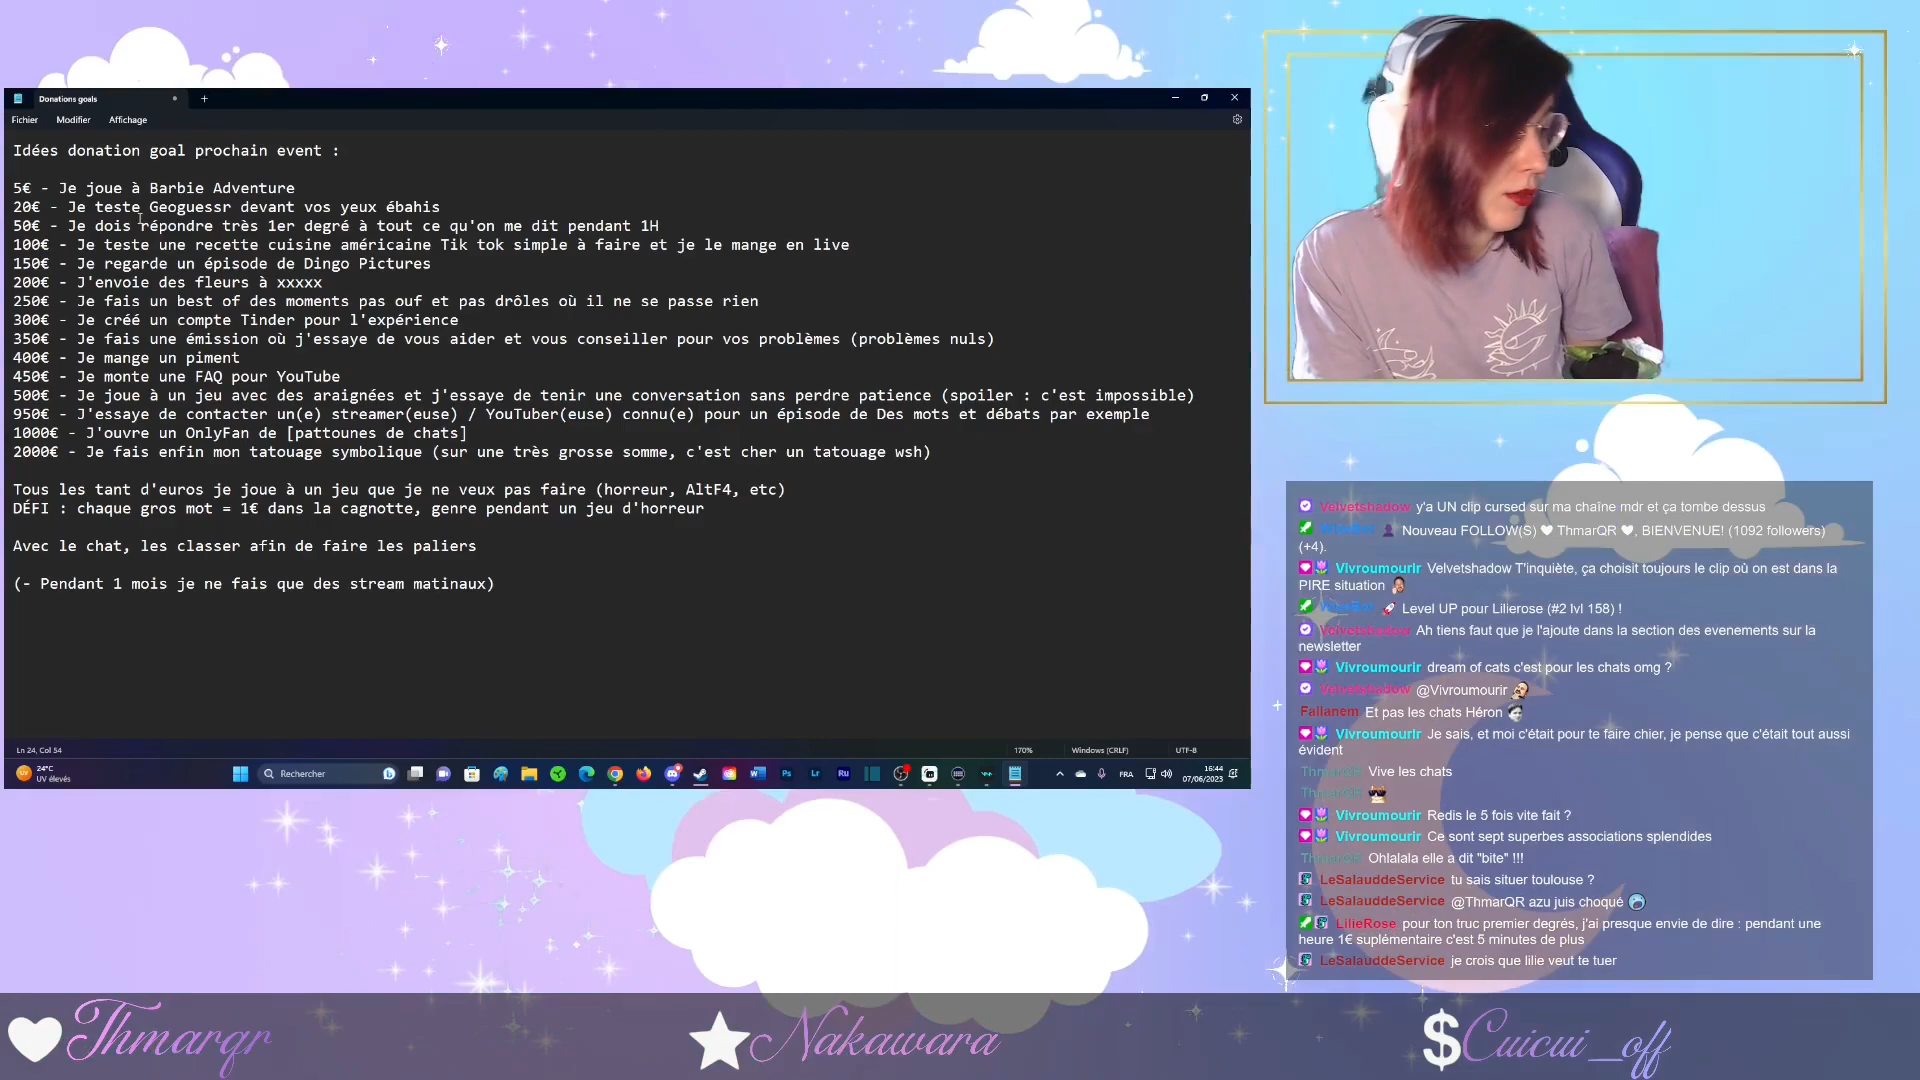 Donations goals
Fichier Modifier Affichage
Idées donation goal prochain event :
5€ - Je joue à Barbie Adventure
20€ - Je teste Geoguessr devant vos yeux ébahis
50€ - Je dois répondre très 1er degré à tout ce qu'on me dit pendant 1H
100€ - Je teste une recette cuisine américaine Tik tok simple à faire et je le mange en live
150€ - Je regarde un épisode de Dingo Pictures
200€ - J'envoie des fleurs à xxxxx
250€ - Je fais un best of des moments pas ouf et pas drôles où il ne se passe rien
300€ - Je créé un compte Tinder pour l'expérience
350€ - Je fais une émission où j'essaye de vous aider et vous conseiller pour vos problèmes (problèmes nuls)
400€ - Je mange un piment
450€ - Je monte une FAQ pour YouTube
500€ - Je joue à un jeu avec des araignées et j'essaye de tenir une conversation sans perdre patience (spoiler : c'est impossible)
950€ - J'essaye de contacter un(e) streamer(euse) / YouTuber(euse) connu(e) pour un épisode de Des mots et débats par exemple
1000€ - J'ouvre un OnlyFan de [pattounes de chats]
2000€ - Je fais enfin mon tatouage symbolique (sur une très grosse somme, c'est cher un tatouage wsh)
Tous les tant d'euros je joue à un jeu que je ne veux pas faire (horreur, AltF4, etc)
DÉFI : chaque gros mot = 1€ dans la cagnotte, genre pendant un jeu d'horreur
Avec le chat, les classer afin de faire les paliers
(- Pendant 1 mois je ne fais que des stream matinaux)
Ln 24, Col 54 170% Windows (CRLF) UTF-8
24°C
UV élevés
Rechercher
FRA
16:44
07/06/2023
Velvetshadow y'a UN clip cursed sur ma chaîne mdr et ça tombe dessus
Nouveau FOLLOW(S) ThmarQR, BIENVENUE! (1092 followers)
(+4).
Vivroumourir Velvetshadow T'inquiète, ça choisit toujours le clip où on est dans la
PIRE situation
Level UP pour Lilierose (#2 lvl 158) !
Velvetshadow Ah tiens faut que je l'ajoute dans la section des evenements sur la
newsletter
Vivroumourir dream of cats c'est pour les chats omg ?
Velvetshadow @Vivroumourir
Fallanem Et pas les chats Héron
Vivroumourir Je sais, et moi c'était pour te faire chier, je pense que c'était tout aussi
évident
ThmarQR Vive les chats
ThmarQR
Vivroumourir Redis le 5 fois vite fait ?
Vivroumourir Ce sont sept superbes associations splendides
ThmarQR Ohlalala elle a dit "bite" !!!
LeSalauddeService tu sais situer toulouse ?
LeSalauddeService @ThmarQR azu juis choqué
LilieRose pour ton truc premier degrés, j'ai presque envie de dire : pendant une
heure 1€ suplémentaire c'est 5 minutes de plus
LeSalauddeService je crois que lilie veut te tuer
Thmarqr
Nakawara
$Cuicui_off